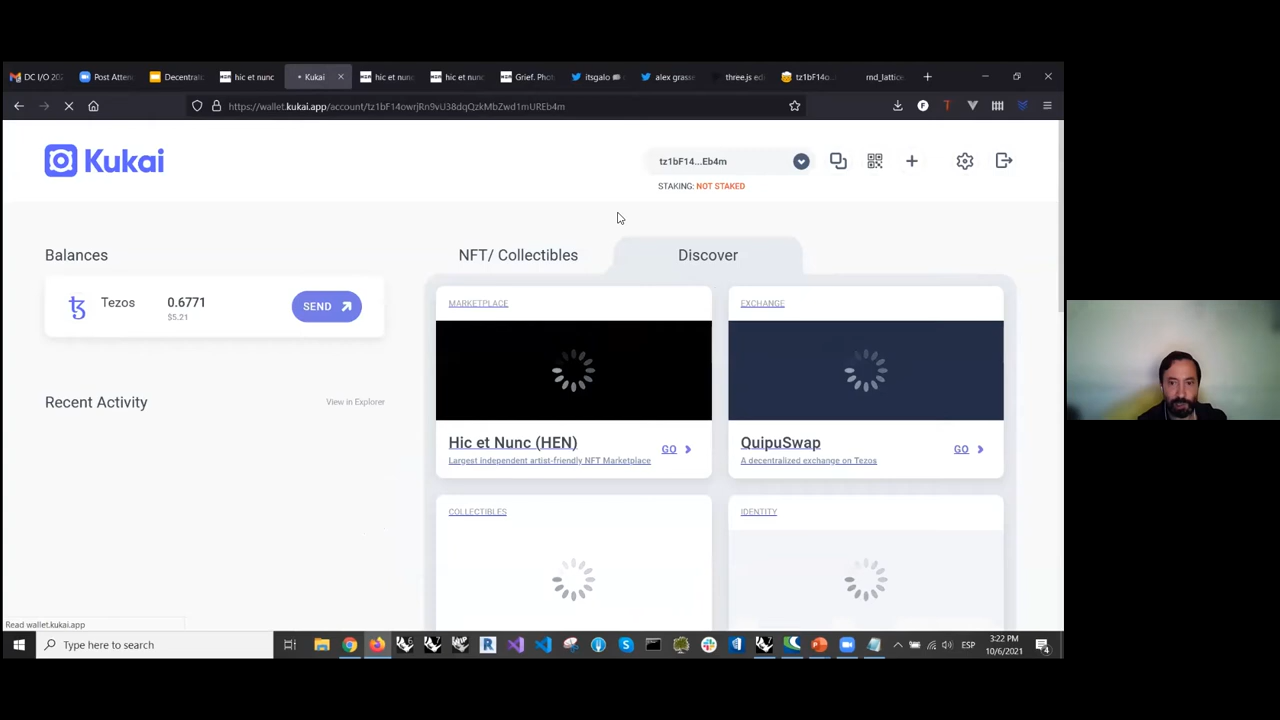 DC I/O 202
Post Atten
Decentral
hic et nunc
Kukai
hic et nunc
hic et nunc
Grief. Phot
itsgalo
alex grasse
three.js ed
tz1bF14o
rnd_lattice
https://wallet.kukai.app/account/tz1bF14owrjRn9vU38dqQzkMbZwd1mUREb4m
Kukai
tz1bF14...Eb4m
STAKING: NOT STAKED
Balances
NFT/ Collectibles
Discover
Tezos
0.6771
$5.21
SEND
MARKETPLACE
EXCHANGE
Recent Activity
View in Explorer
Hic et Nunc (HEN)
GO
Largest independent artist-friendly NFT Marketplace
QuipuSwap
GO
A decentralized exchange on Tezos
COLLECTIBLES
IDENTITY
Read wallet.kukai.app
Type here to search
ESP
3:22 PM
10/6/2021
4